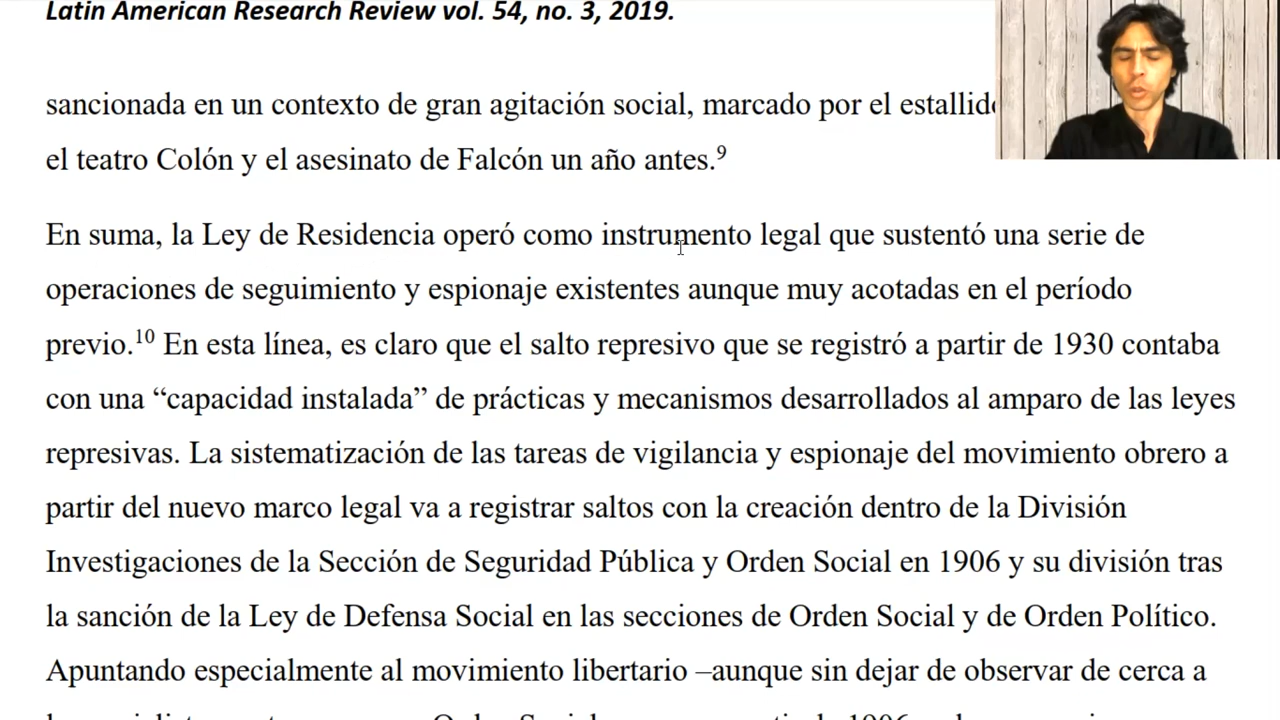 Latin American Research Review vol. 54, no. 3, 2019.
sancionada en un contexto de gran agitación social, marcado por el
el teatro Colón y el asesinato de Falcón un año antes.9
En suma, la Ley de Residencia operó como instrumento legal que sustentó una serie de
operaciones de seguimiento y espionaje existentes aunque muy acotadas en el período
previo.10 En esta línea, es claro que el salto represivo que se registró a partir de 1930 contaba
con una “capacidad instalada” de prácticas y mecanismos desarrollados al amparo de las leyes
represivas. La sistematización de las tareas de vigilancia y espionaje del movimiento obrero a
partir del nuevo marco legal va a registrar saltos con la creación dentro de la División
Investigaciones de la Sección de Seguridad Pública y Orden Social en 1906 y su división tras
la sanción de la Ley de Defensa Social en las secciones de Orden Social y de Orden Político.
Apuntando especialmente al movimiento libertario –aunque sin dejar de observar de cerca a